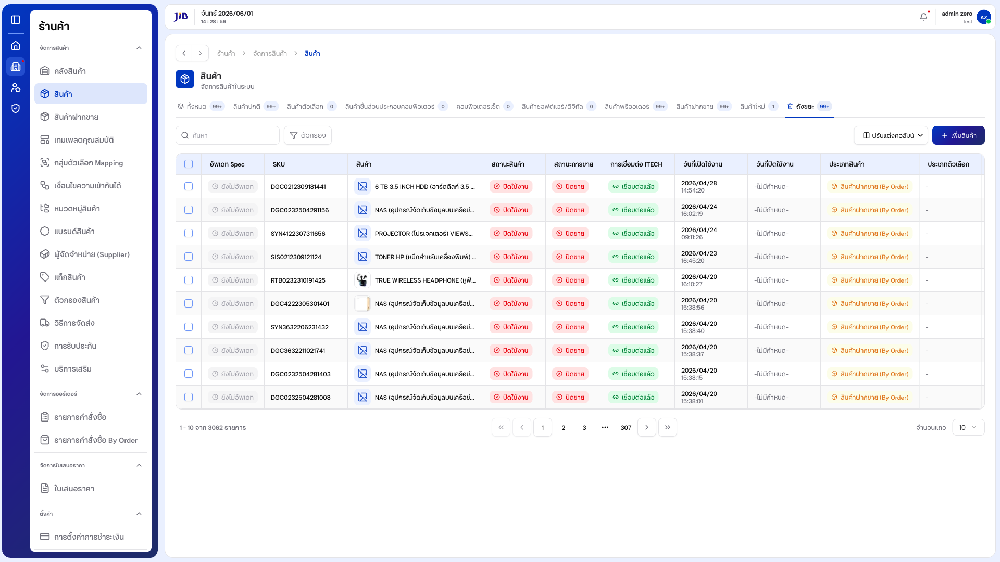 ร้านค้า
จัดการสินค้า
คลังสินค้า
สินค้า
สินค้าฝากขาย
เทมเพลตคุณสมบัติ
กลุ่มตัวเลือก Mapping
เงื่อนไขความเข้ากันได้
หมวดหมู่สินค้า
แบรนด์สินค้า
ผู้จัดจำหน่าย (Supplier)
แท็กสินค้า
ตัวกรองสินค้า
วิธีการจัดส่ง
การรับประกัน
บริการเสริม
จัดการออร์เดอร์
รายการคำสั่งซื้อ
รายการคำสั่งซื้อ By Order
จัดการใบเสนอราคา
ใบเสนอราคา
ตั้งค่า
การตั้งค่าการชำระเงิน
JIB
จันทร์ 2026/06/01
14 : 28 : 56
admin zero
test
AZ
ร้านค้า > จัดการสินค้า > สินค้า
สินค้า
จัดการสินค้าในระบบ
ทั้งหมด 99+ สินค้าปกติ 99+ สินค้าตัวเลือก 0 สินค้าชิ้นส่วนประกอบคอมพิวเตอร์ 0 คอมพิวเตอร์เซ็ต 0 สินค้าซอฟต์แวร์/ดิจิทัล 0 สินค้าพรีออเดอร์ 99+ สินค้าฝากขาย 99+ สินค้าใหม่ 1 ถังขยะ 99+
ค้นหา ตัวกรอง ปรับแต่งคอลัมน์ + เพิ่มสินค้า
อัพเดท Spec SKU สินค้า สถานะสินค้า สถานะการขาย การเชื่อมต่อ ITECH วันที่เปิดใช้งาน วันที่ปิดใช้งาน ประเภทสินค้า ประเภทตัวเลือก
ยังไม่อัพเดท DGC0212309181441 6 TB 3.5 INCH HDD (ฮาร์ดดิสก์ 3.5 ... ปิดใช้งาน ปิดขาย เชื่อมต่อแล้ว 2026/04/28 14:54:20 -ไม่มีกำหนด- สินค้าฝากขาย (By Order) -
ยังไม่อัพเดท DGC0232504291156 NAS (อุปกรณ์จัดเก็บข้อมูลบนเครือข่... ปิดใช้งาน ปิดขาย เชื่อมต่อแล้ว 2026/04/24 16:02:19 -ไม่มีกำหนด- สินค้าฝากขาย (By Order) -
ยังไม่อัพเดท SYN4122307311656 PROJECTOR (โปรเจคเตอร์) VIEWS... ปิดใช้งาน ปิดขาย เชื่อมต่อแล้ว 2026/04/24 09:11:26 -ไม่มีกำหนด- สินค้าฝากขาย (By Order) -
ยังไม่อัพเดท SIS0212309121124 TONER HP (หมึกสำหรับเครื่องพิมพ์) ... ปิดใช้งาน ปิดขาย เชื่อมต่อแล้ว 2026/04/23 16:45:20 -ไม่มีกำหนด- สินค้าฝากขาย (By Order) -
ยังไม่อัพเดท RTB0232310191425 TRUE WIRELESS HEADPHONE (หูฟั... ปิดใช้งาน ปิดขาย เชื่อมต่อแล้ว 2026/04/20 16:10:27 -ไม่มีกำหนด- สินค้าฝากขาย (By Order) -
ยังไม่อัพเดท DGC4222305301401 NAS (อุปกรณ์จัดเก็บข้อมูลบนเครือข่... ปิดใช้งาน ปิดขาย เชื่อมต่อแล้ว 2026/04/20 15:38:56 -ไม่มีกำหนด- สินค้าฝากขาย (By Order) -
ยังไม่อัพเดท SYN3632206231432 NAS (อุปกรณ์จัดเก็บข้อมูลบนเครือข่... ปิดใช้งาน ปิดขาย เชื่อมต่อแล้ว 2026/04/20 15:38:40 -ไม่มีกำหนด- สินค้าฝากขาย (By Order) -
ยังไม่อัพเดท DGC3632211021741 NAS (อุปกรณ์จัดเก็บข้อมูลบนเครือข่... ปิดใช้งาน ปิดขาย เชื่อมต่อแล้ว 2026/04/20 15:38:37 -ไม่มีกำหนด- สินค้าฝากขาย (By Order) -
ยังไม่อัพเดท DGC0232504281403 NAS (อุปกรณ์จัดเก็บข้อมูลบนเครือข่... ปิดใช้งาน ปิดขาย เชื่อมต่อแล้ว 2026/04/20 15:38:15 -ไม่มีกำหนด- สินค้าฝากขาย (By Order) -
ยังไม่อัพเดท DGC0232504281008 NAS (อุปกรณ์จัดเก็บข้อมูลบนเครือข่... ปิดใช้งาน ปิดขาย เชื่อมต่อแล้ว 2026/04/20 15:38:01 -ไม่มีกำหนด- สินค้าฝากขาย (By Order) -
1 - 10 จาก 3062 รายการ 1 2 3 ••• 307 จำนวนแถว 10